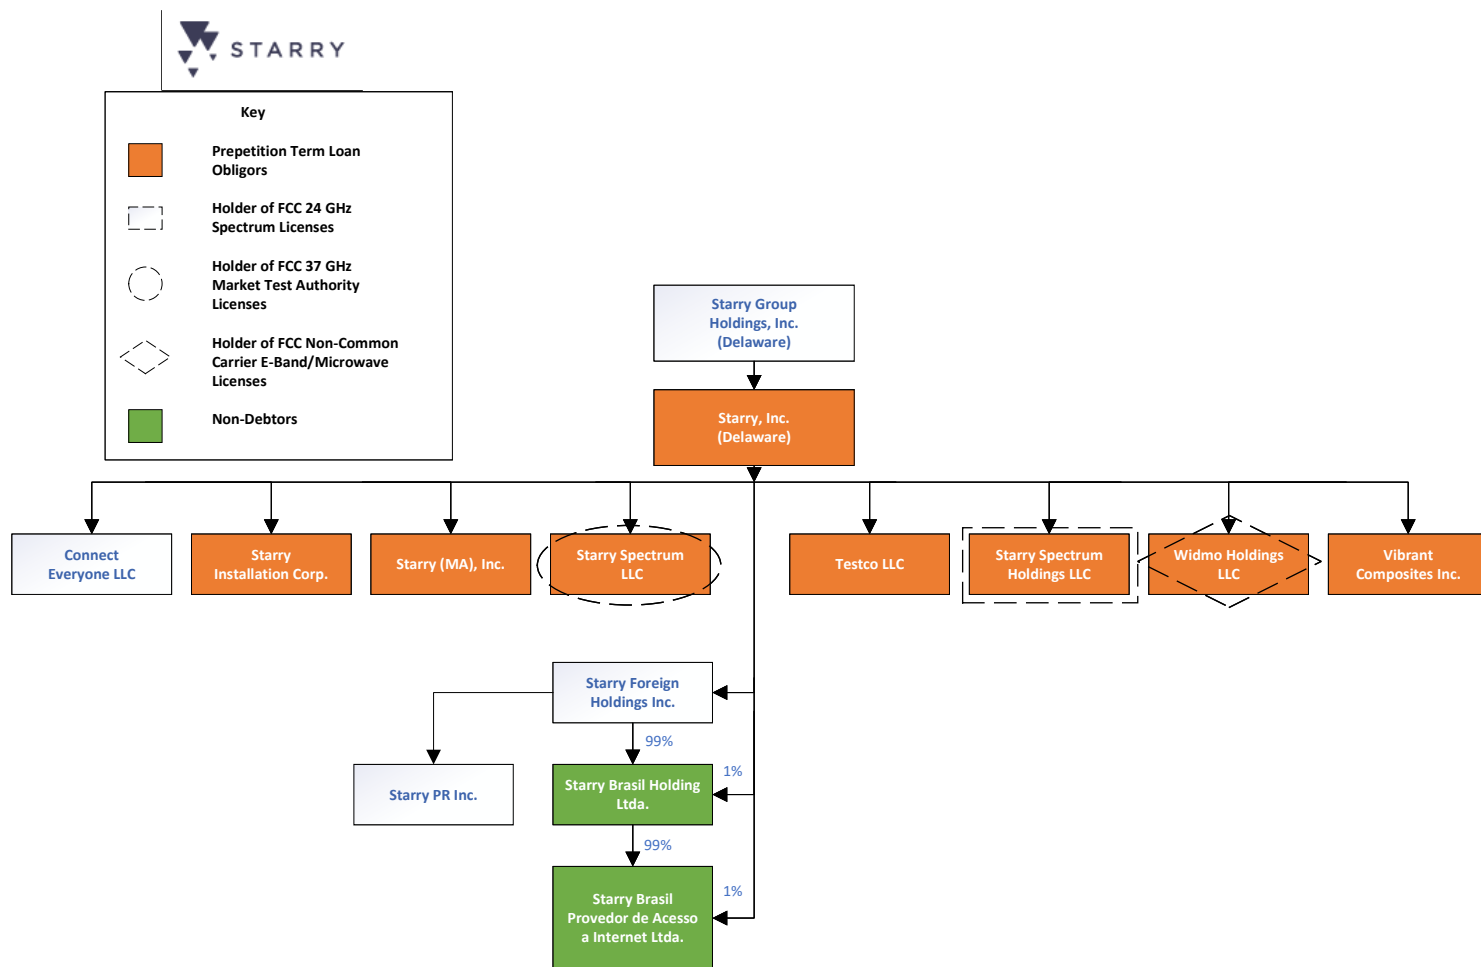 STARRY
Key
Prepetition Term Loan
Obligors
Holder of FCC 24 GHz
Spectrum Licenses
Holder of FCC 37 GHz
Market Test Authority
Licenses
Holder of FCC Non-Common
Carrier E-Band/Microwave
Licenses
Non-Debtors
Starry Group
Holdings, Inc.
(Delaware)
Starry, Inc.
(Delaware)
Connect
Everyone LLC
Starry
Installation Corp.
Starry (MA), Inc.
Starry Spectrum
LLC
Testco LLC
Starry Spectrum
Holdings LLC
Widmo Holdings
LLC
Vibrant
Composites Inc.
Starry Foreign
Holdings Inc.
99%
1%
Starry PR Inc.
Starry Brasil Holding
Ltda.
99%
1%
Starry Brasil
Provedor de Acesso
a Internet Ltda.